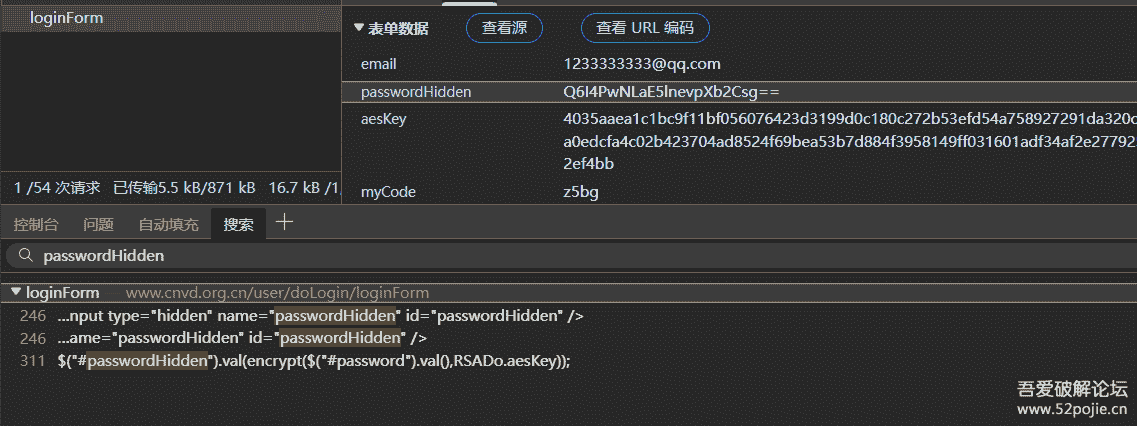 loginForm
表单数据 查看源 查看 URL 编码
email 1233333333@qq.com
passwordHidden Q6I4PwNLaE5lnevpXb2Csg==
aesKey 4035aaea1c1bc9f11bf056076423d3199d0c180c272b53efd54a758927291da320c
a0edcfa4c02b423704ad8524f69bea53b7d884f3958149ff031601adf34af2e277792
2ef4bb
1 /54 次请求 已传输5.5 kB/871 kB 16.7 kB /1,
myCode z5bg
控制台 问题 自动填充 搜索
passwordHidden
loginForm www.cnvd.org.cn/user/doLogin/loginForm
246 ...nput type="hidden" name="passwordHidden" id="passwordHidden" />
246 ...ame="passwordHidden" id="passwordHidden" />
311 $("#passwordHidden").val(encrypt($("#password").val(),RSADo.aesKey));
吾爱破解论坛
www.52pojie.cn